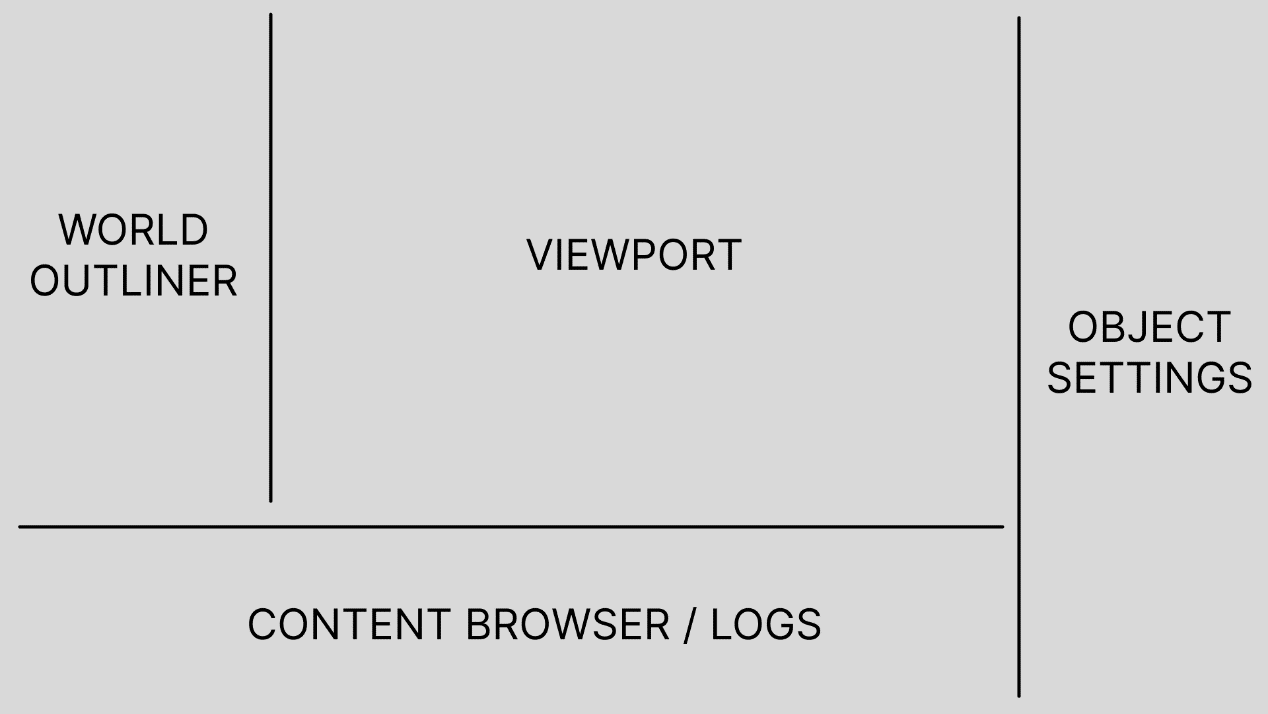 WORLD
OUTLINER
VIEWPORT
OBJECT
SETTINGS
CONTENT BROWSER / LOGS